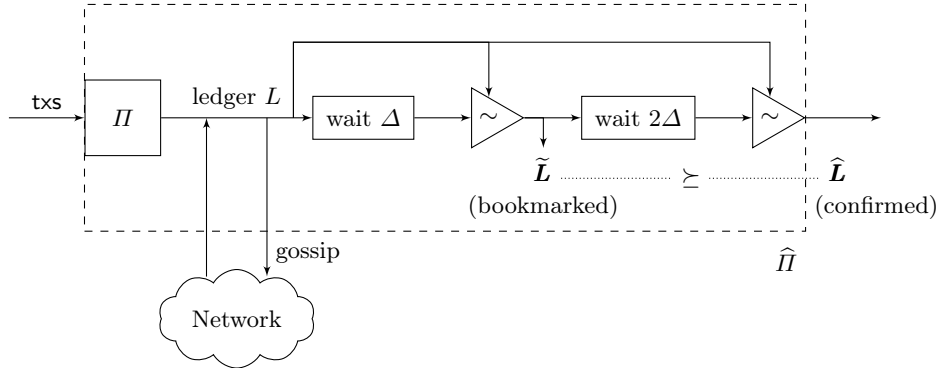 txs
Π
ledger L
wait Δ
~
wait 2Δ
~
L̃ ⪰ L̂
(bookmarked) (confirmed)
gossip
Π̂
Network